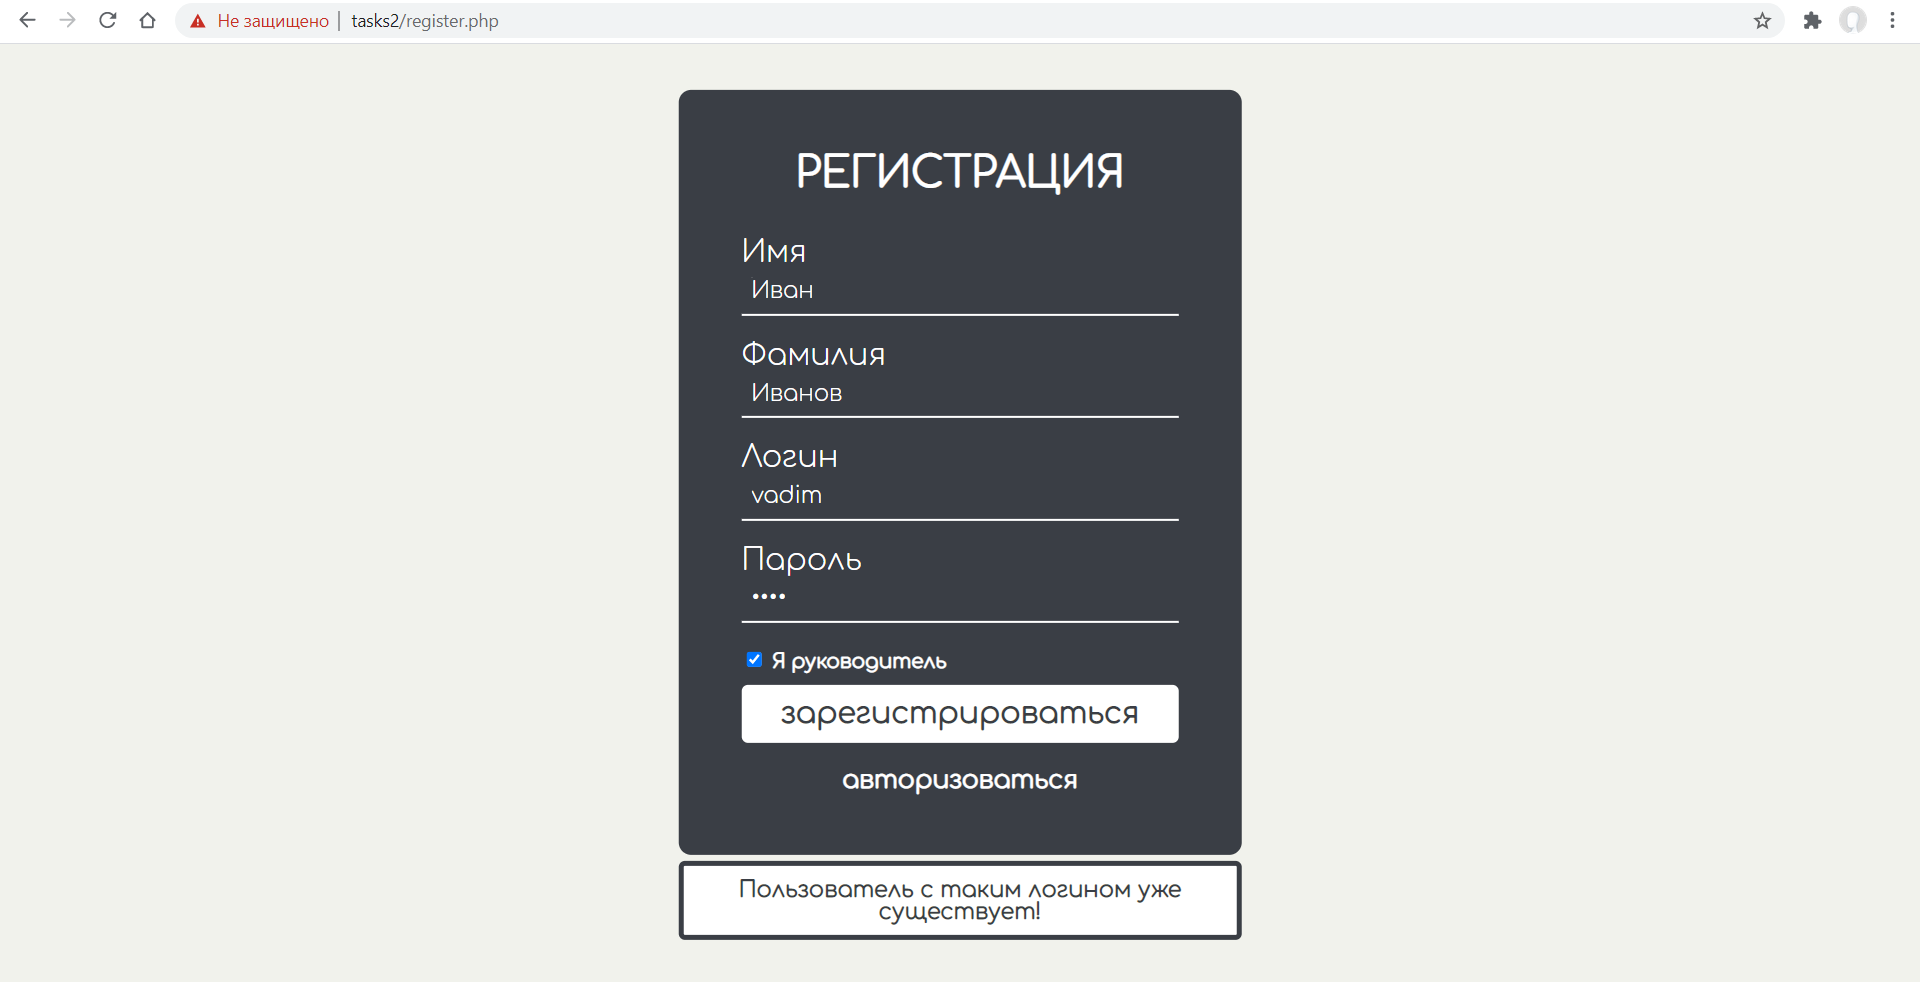 Не защищено | tasks2/register.php
РЕГИСТРАЦИЯ
Имя
Иван
Фамилия
Иванов
Логин
vadim
Пароль
••••
Я руководитель
зарегистрироваться
авторизоваться
Пользователь с таким логином уже
существует!